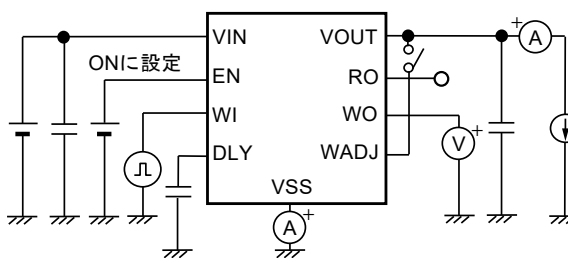 VIN
VOUT
+
A
ONに設定
EN
RO
WI
WO
V
+
DLY
WADJ
VSS
A
+